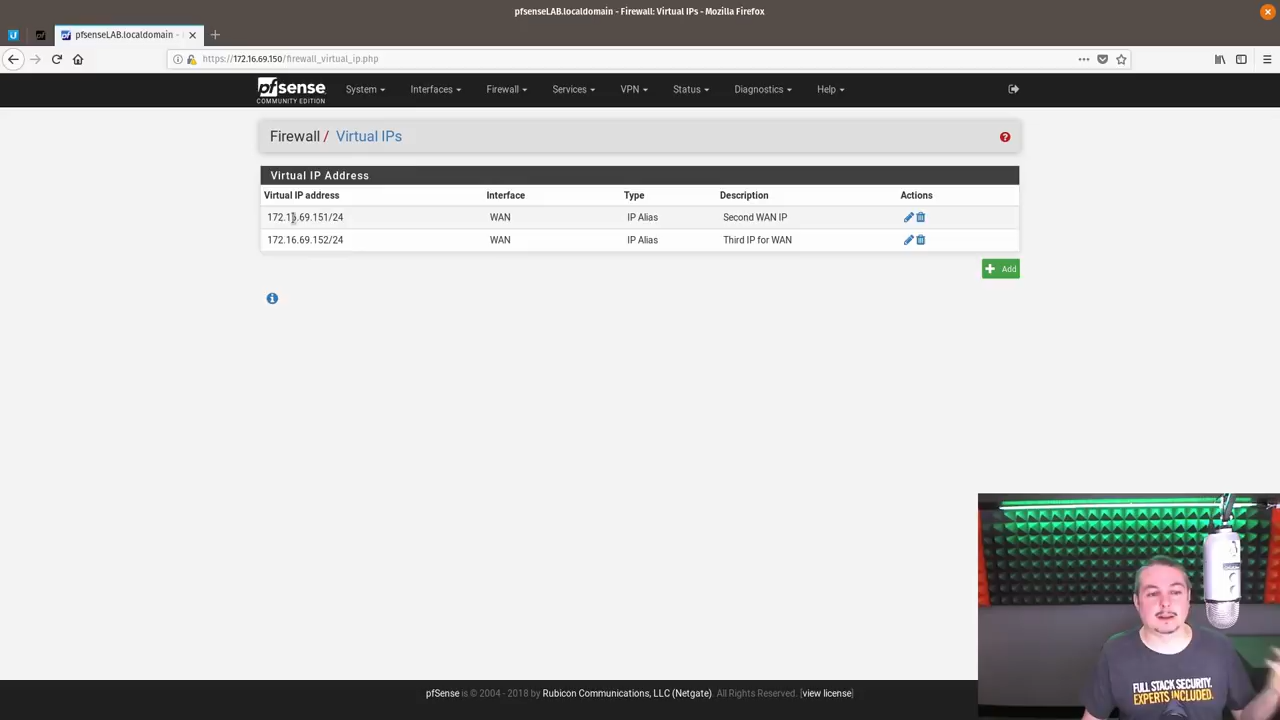 pfsenseLAB.localdomain - Firewall: Virtual IPs - Mozilla Firefox
pfsenseLAB.localdomain -
https://172.16.69.150/firewall_virtual_ip.php
pfsense COMMUNITY EDITION
System Interfaces Firewall Services VPN Status Diagnostics Help
Firewall / Virtual IPs
Virtual IP Address
Virtual IP address Interface Type Description Actions
172.16.69.151/24 WAN IP Alias Second WAN IP
172.16.69.152/24 WAN IP Alias Third IP for WAN
Add
FULL STACK SECURITY.
EXPERTS INCLUDED.
pfSense is © 2004 - 2018 by Rubicon Communications, LLC (Netgate). All Rights Reserved. [view license]